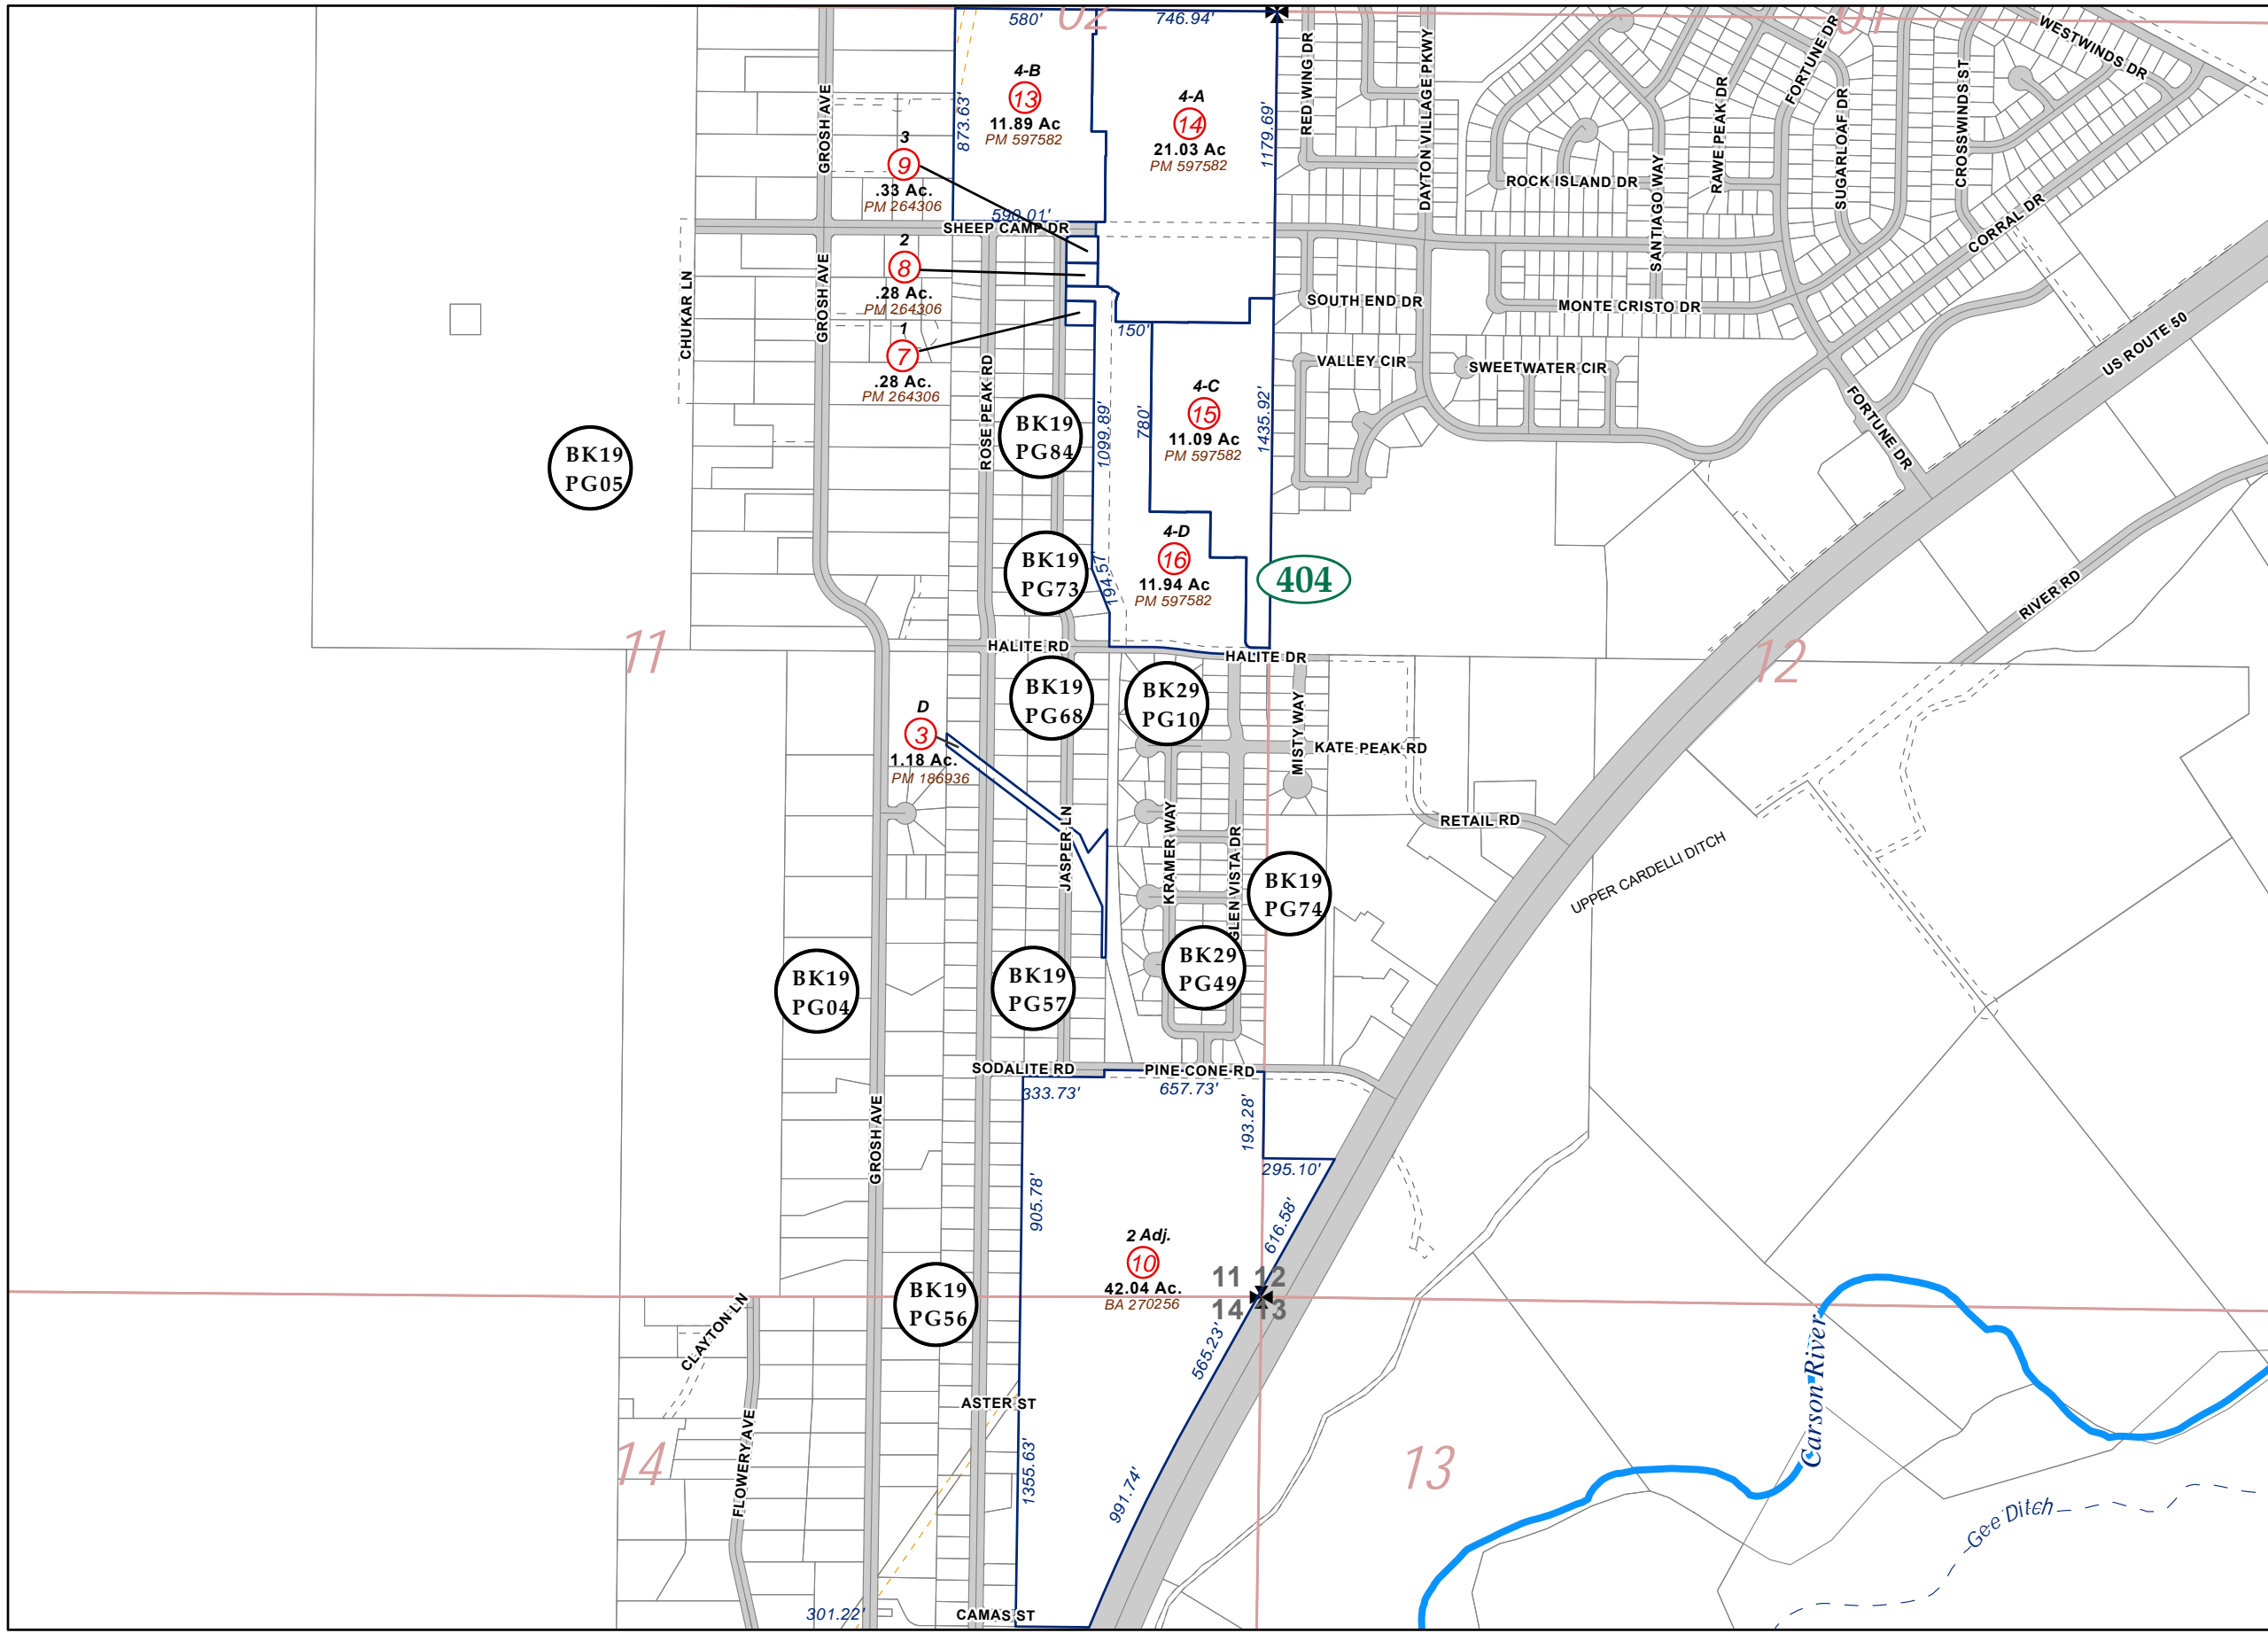 02
01
580'
746.94'
4-B
13
11.89 Ac
PM 597582
873.63'
4-A
14
21.03 Ac
PM 597582
1179.69'
590.01'
3
9
.33 Ac.
PM 264306
2
8
.28 Ac.
PM 264306
1
7
.28 Ac.
PM 264306
GROSH AVE
GROSH AVE
CHUKAR LN
SHEEP CAMP DR
ROSE PEAK RD
RED WING DR
DAYTON VILLAGE PKWY
ROCK ISLAND DR
SANTIAGO WAY
RAWE PEAK DR
FORTUNE DR
SUGARLOAF DR
CROSSWINDS ST
WESTWINDS DR
CORRAL DR
SOUTH END DR
MONTE CRISTO DR
VALLEY CIR
SWEETWATER CIR
FORTUNE DR
US ROUTE 50
RIVER RD
150'
1099.89'
780'
4-C
15
11.09 Ac
PM 597582
1435.92'
BK19
PG05
BK19
PG84
BK19
PG73
194.57'
4-D
16
11.94 Ac
PM 597582
404
11
12
HALITE RD
HALITE DR
BK19
PG68
BK29
PG10
D
3
1.18 Ac.
PM 186936
MISTY WAY
KATE PEAK RD
RETAIL RD
JASPER LN
KRAMER WAY
GLEN VISTA DR
UPPER CARDELLI DITCH
BK19
PG74
BK29
PG49
BK19
PG57
BK19
PG04
GROSH AVE
SODALITE RD
PINE CONE RD
333.73'
657.73'
193.28'
295.10'
905.78'
616.58'
2 Adj.
10
42.04 Ac.
BA 270256
11 12
14 13
BK19
PG56
565.23'
991.74'
1355.63'
CLAYTON LN
FLOWERY AVE
ASTER ST
CAMAS ST
301.22'
14
13
Carson River
Gee Ditch